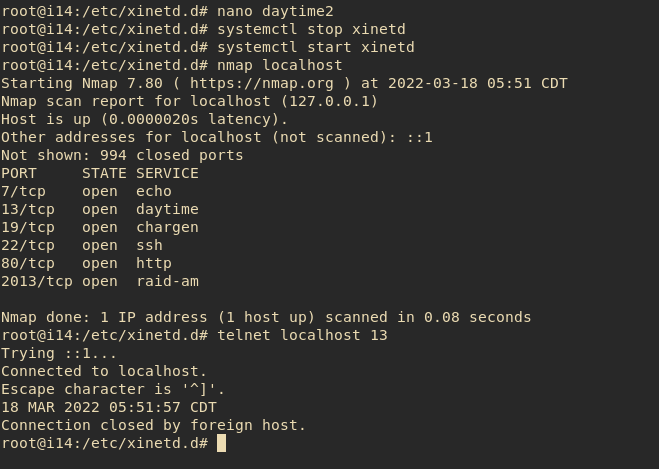 root@i14:/etc/xinetd.d# nano daytime2
root@i14:/etc/xinetd.d# systemctl stop xinetd
root@i14:/etc/xinetd.d# systemctl start xinetd
root@i14:/etc/xinetd.d# nmap localhost
Starting Nmap 7.80 ( https://nmap.org ) at 2022-03-18 05:51 CDT
Nmap scan report for localhost (127.0.0.1)
Host is up (0.0000020s latency).
Other addresses for localhost (not scanned): ::1
Not shown: 994 closed ports
PORT     STATE SERVICE
7/tcp    open  echo
13/tcp   open  daytime
19/tcp   open  chargen
22/tcp   open  ssh
80/tcp   open  http
2013/tcp open  raid-am

Nmap done: 1 IP address (1 host up) scanned in 0.08 seconds
root@i14:/etc/xinetd.d# telnet localhost 13
Trying ::1...
Connected to localhost.
Escape character is '^]'.
18 MAR 2022 05:51:57 CDT
Connection closed by foreign host.
root@i14:/etc/xinetd.d#